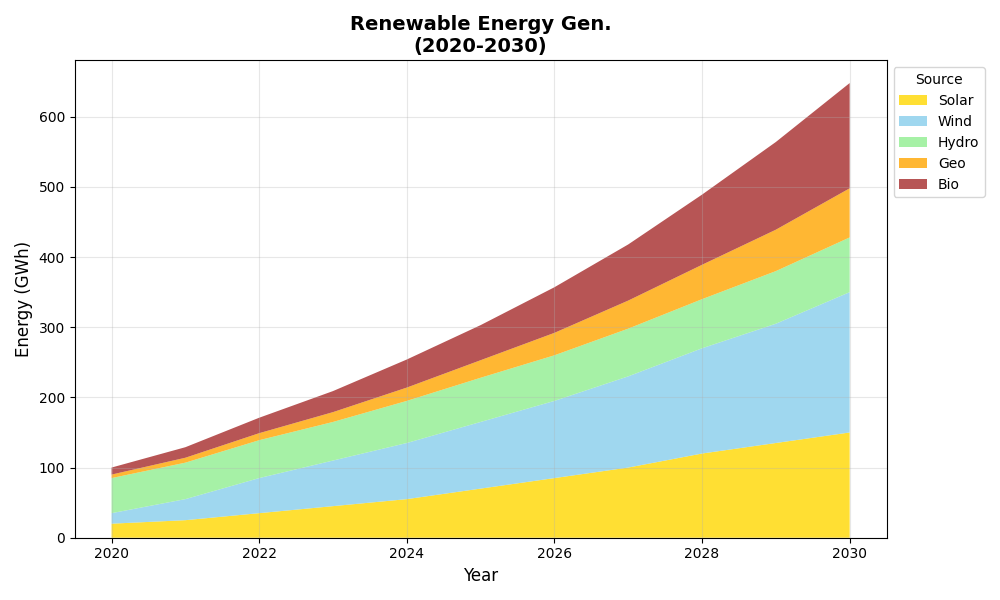 Renewable Energy Gen.
(2020-2030)
Source
Solar
Wind
Hydro
Geo
Bio
Energy (GWh)
600
500
400
300
200
100
0
2020 2022 2024 2026 2028 2030
Year